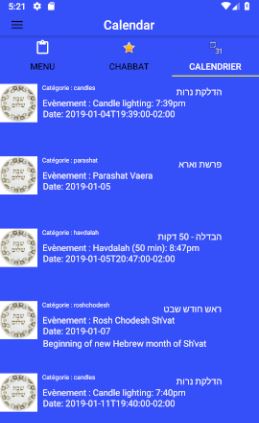 5:21
Calendar
31
MENU
CHABBAT
CALENDRIER
Catégorie : candles
הדלקת נרות
Evènement : Candle lighting: 7:39pm
Date: 2019-01-04T19:39:00-02:00
Catégorie : parashat
פרשת וארא
Evènement : Parashat Vaera
Date: 2019-01-05
Catégorie : havdalah
הבדלה - 50 דקות
Evènement : Havdalah (50 min): 8:47pm
Date: 2019-01-05T20:47:00-02:00
Catégorie : roshchodesh
ראש חודש שבט
Evènement : Rosh Chodesh Sh'vat
Date: 2019-01-07
Beginning of new Hebrew month of Sh'vat
Catégorie : candles
הדלקת נרות
Evènement : Candle lighting: 7:40pm
Date: 2019-01-11T19:40:00-02:00